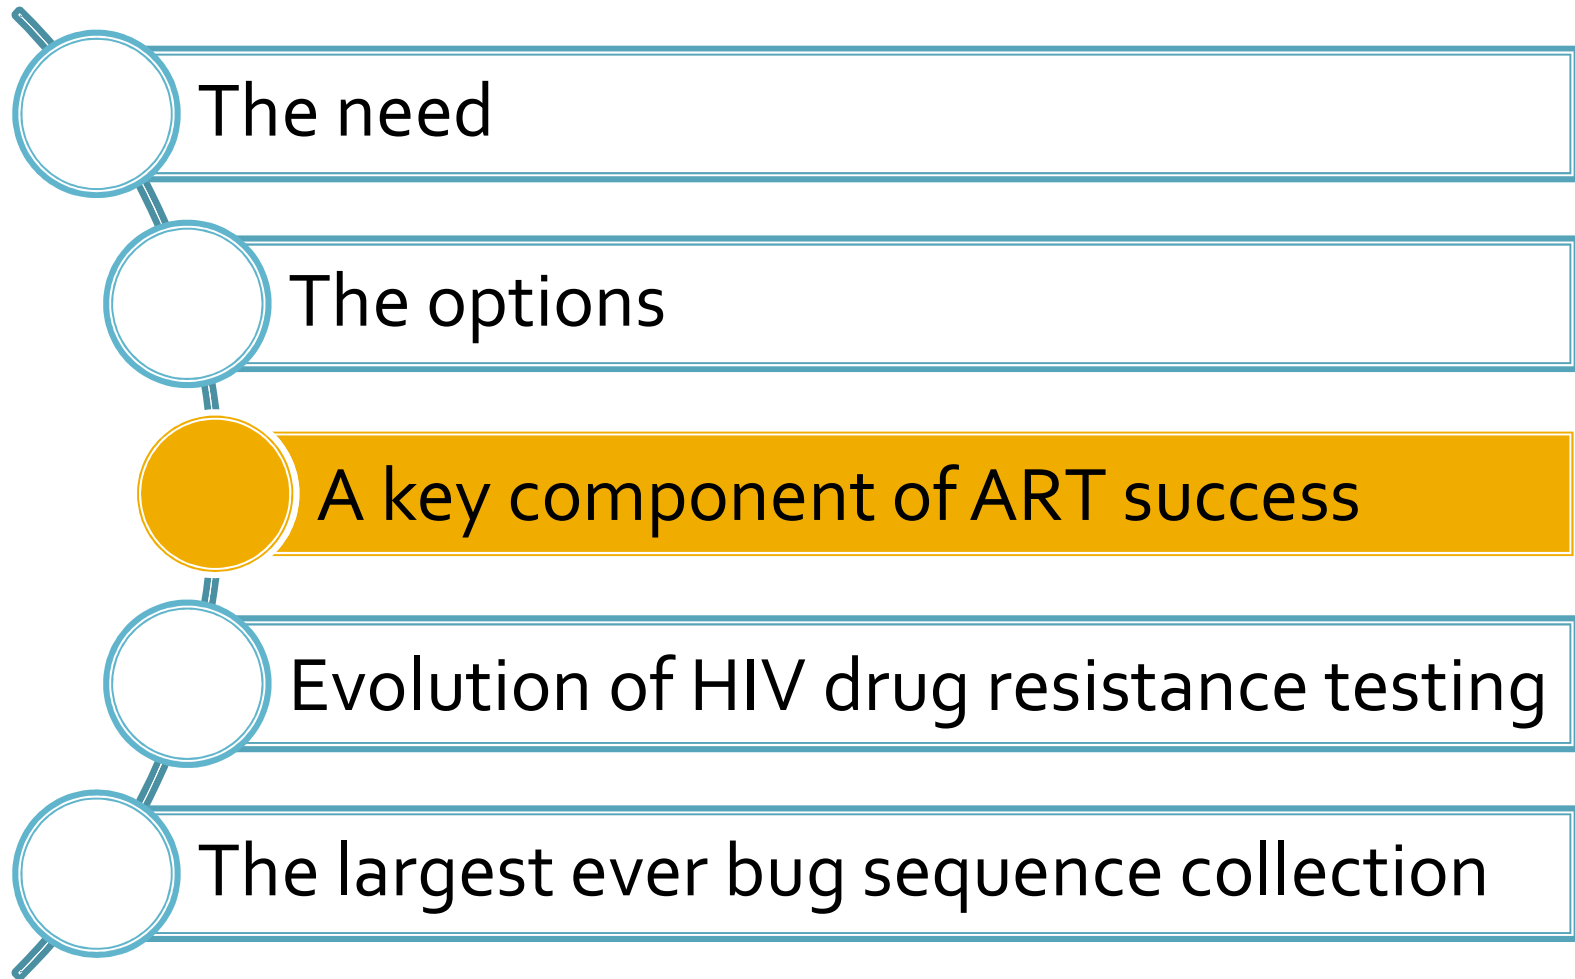 The need
The options
A key component of ART success
Evolution of HIV drug resistance testing
The largest ever bug sequence collection